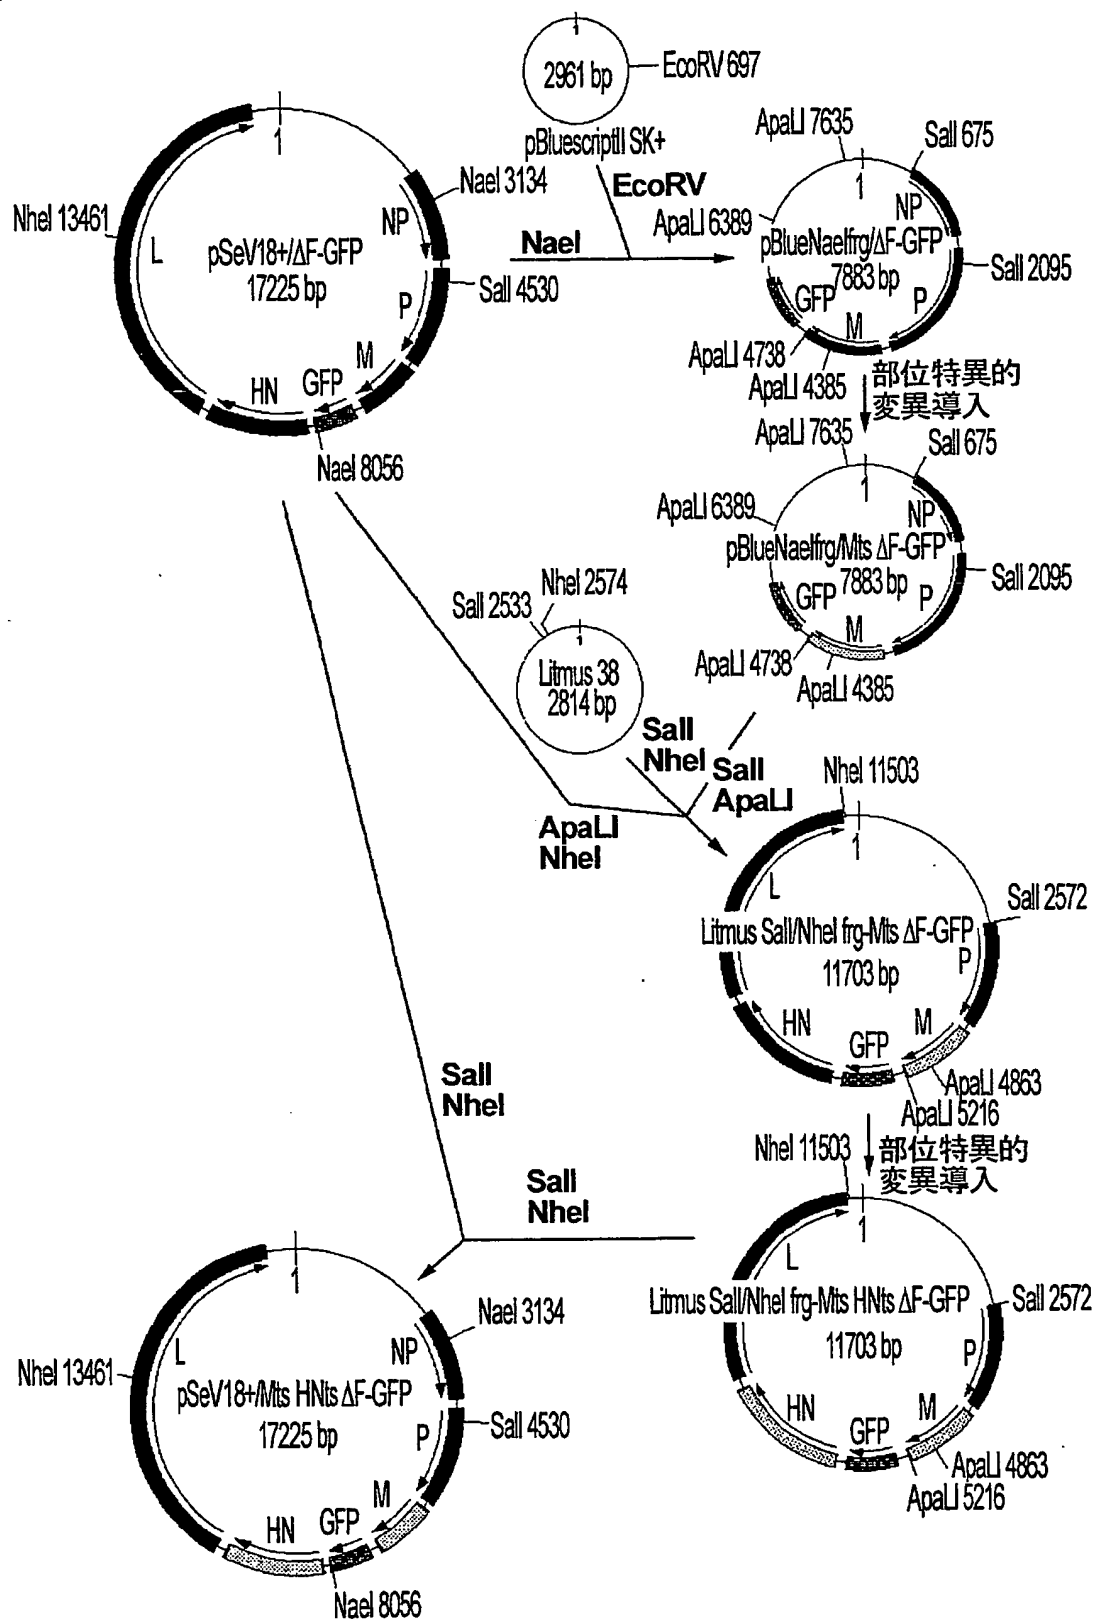 1
2961 bp
EcoRV 697
pBluescriptII SK+
EcoRV
NaeI
1
NheI 13461
L
pSeV18+/ΔF-GFP
17225 bp
NaeI 3134
NP
SalI 4530
P
M
GFP
HN
NaeI 8056
ApaLI 7635
SalI 675
1
NP
ApaLI 6389
pBlueNaeIfrg/ΔF-GFP
7883 bp
SalI 2095
GFP
P
M
ApaLI 4738
ApaLI 4385
部位特異的
変異導入
ApaLI 7635
SalI 675
1
NP
ApaLI 6389
pBlueNaeIfrg/Mts ΔF-GFP
7883 bp
SalI 2095
GFP
P
M
ApaLI 4738
ApaLI 4385
NheI 2574
SalI 2533
1
Litmus 38
2814 bp
SalI
NheI
SalI
ApaLI
ApaLI
NheI
NheI 11503
1
L
SalI 2572
Litmus SalI/NheI frg-Mts ΔF-GFP
11703 bp
P
HN
M
GFP
ApaLI 4863
ApaLI 5216
部位特異的
変異導入
SalI
NheI
SalI
NheI
NheI 11503
1
L
Litmus SalI/NheI frg-Mts HNts ΔF-GFP
SalI 2572
11703 bp
P
HN
M
GFP
ApaLI 4863
ApaLI 5216
1
NaeI 3134
L
NP
NheI 13461
pSeV18+/Mts HNts ΔF-GFP
17225 bp
SalI 4530
P
M
GFP
HN
NaeI 8056